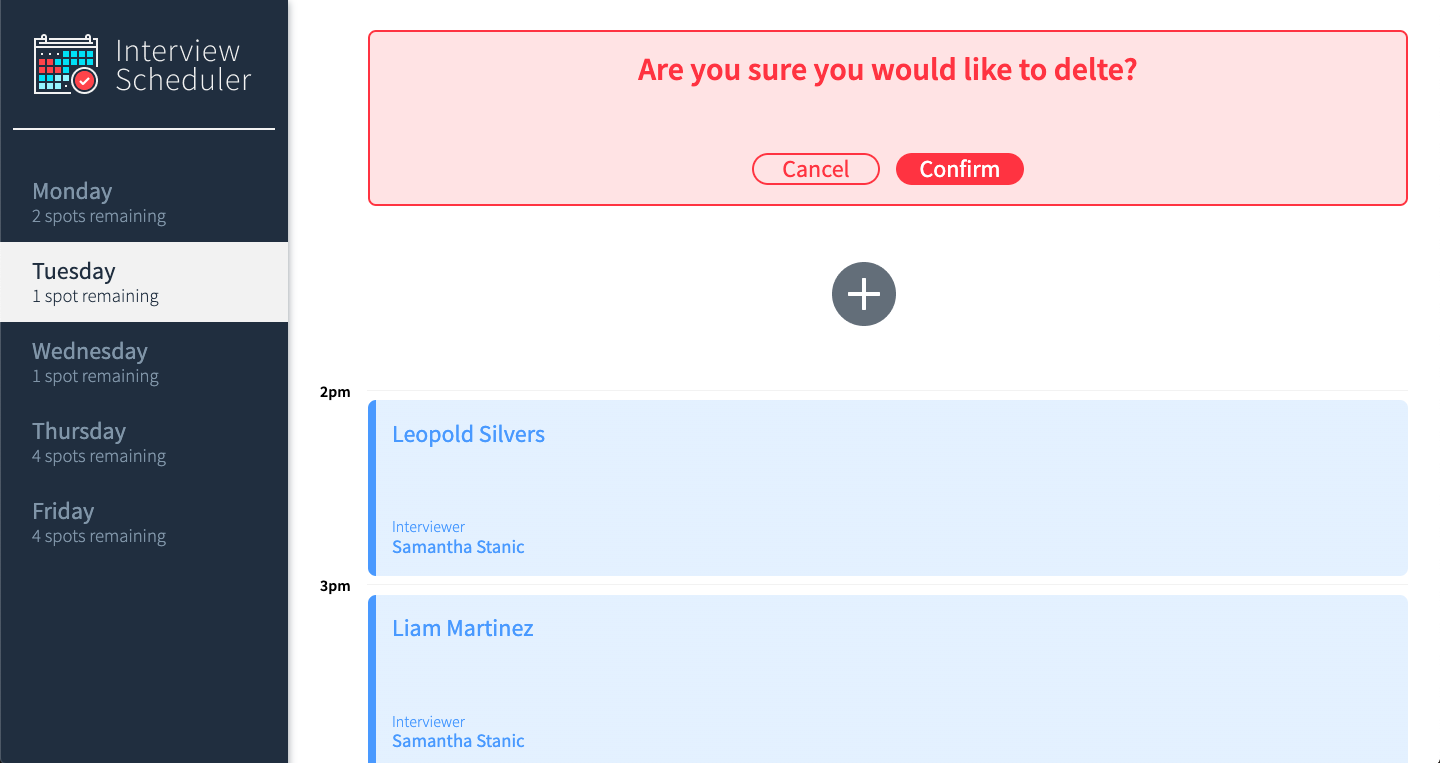 Interview
Scheduler
Monday
2 spots remaining
Tuesday
1 spot remaining
Wednesday
1 spot remaining
Thursday
4 spots remaining
Friday
4 spots remaining
Are you sure you would like to delte?
Cancel Confirm
2pm
Leopold Silvers
Interviewer
Samantha Stanic
3pm
Liam Martinez
Interviewer
Samantha Stanic